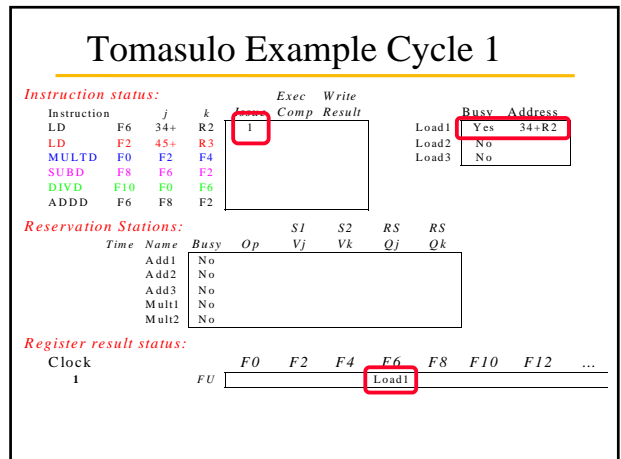 Tomasulo Example Cycle 1
Instruction status: Exec Write
Instruction j k Issue Comp Result Busy Address
LD F6 34+ R2 1 Load1 Yes 34+R2
LD F2 45+ R3 Load2 No
MULTD F0 F2 F4 Load3 No
SUBD F8 F6 F2
DIVD F10 F0 F6
ADDD F6 F8 F2
Reservation Stations: S1 S2 RS RS
Time Name Busy Op Vj Vk Qj Qk
Add1 No
Add2 No
Add3 No
Mult1 No
Mult2 No
Register result status:
Clock F0 F2 F4 F6 F8 F10 F12 ...
1 FU Load1